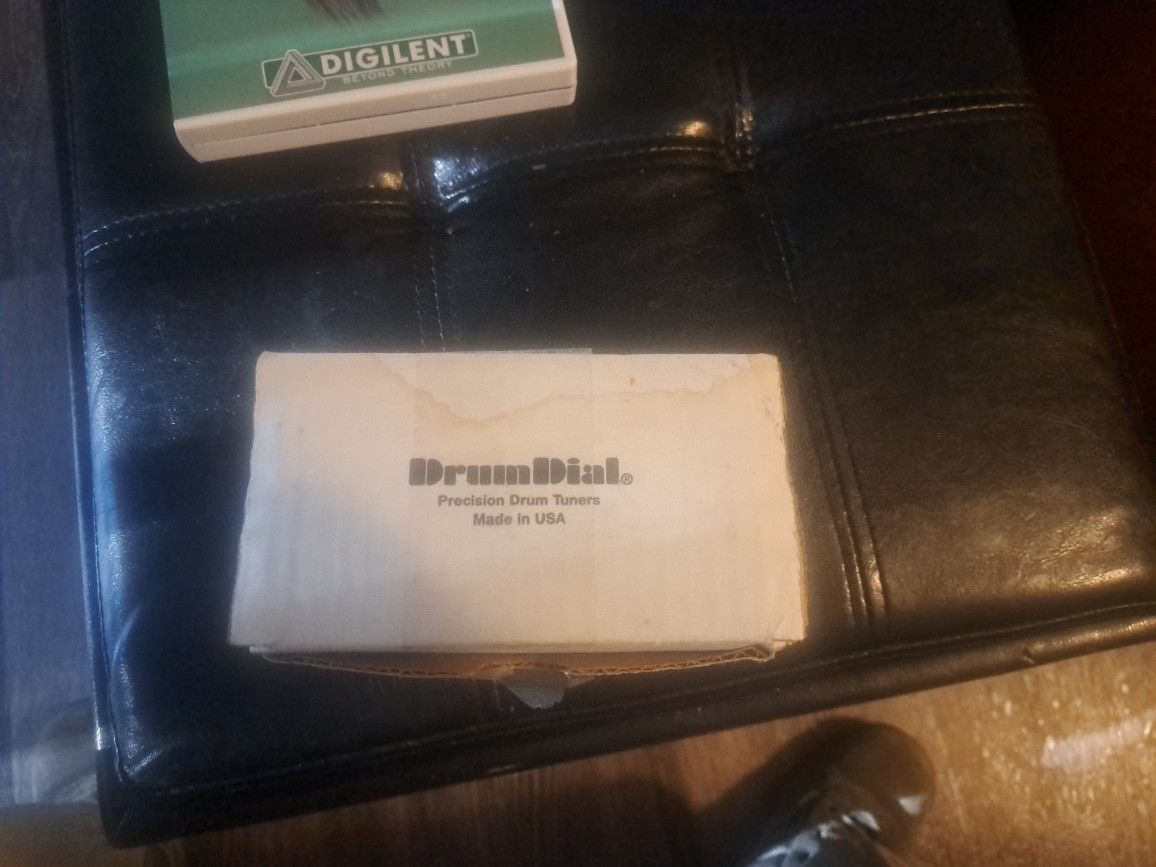 DIGILENT
BEYOND THEORY
DrumDial®
Precision Drum Tuners
Made in USA